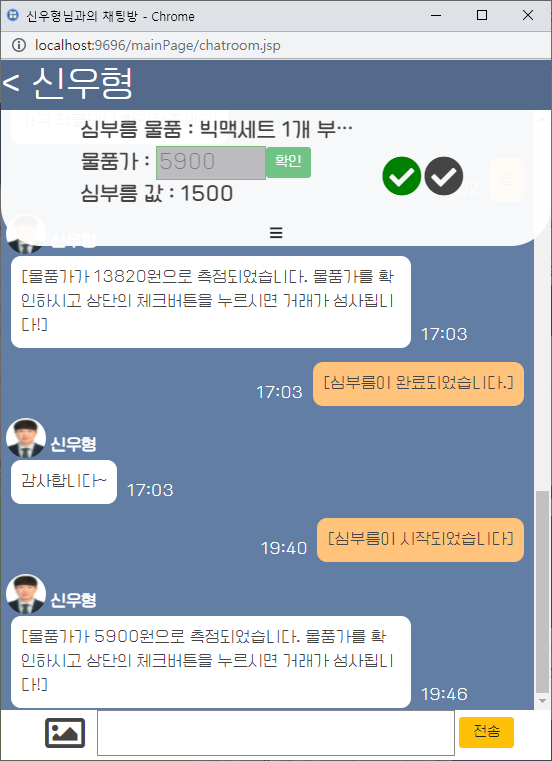 신우형님과의 채팅방 - Chrome
localhost:9696/mainPage/chatroom.jsp
< 신우형
심부름 물품 : 빅맥세트 1개 부…
물품가 : 5900 확인
심부름 값 : 1500
신우형
[물품가가 13820원으로 측정되었습니다. 물품가를 확
인하시고 상단의 체크버튼을 누르시면 거래가 성사됩니
다!]
17:03
17:03 [심부름이 완료되었습니다.]
신우형
감사합니다~ 17:03
19:40 [심부름이 시작되었습니다]
신우형
[물품가가 5900원으로 측정되었습니다. 물품가를 확
인하시고 상단의 체크버튼을 누르시면 거래가 성사됩니
다!]
19:46
전송